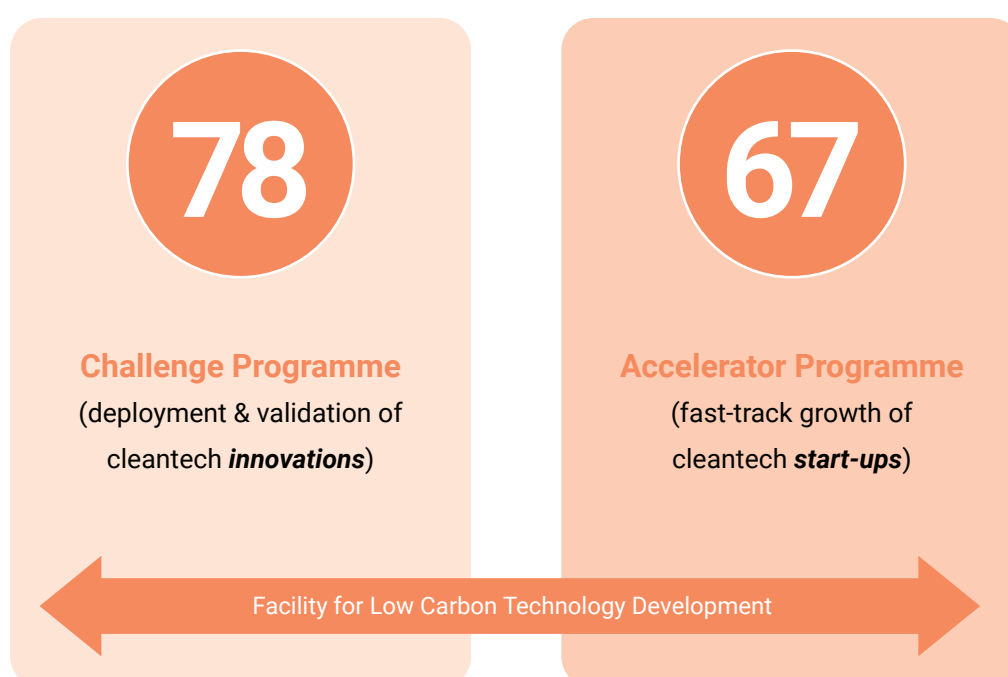 78
Challenge Programme
(deployment & validation of
cleantech innovations)
67
Accelerator Programme
(fast-track growth of
cleantech start-ups)
Facility for Low Carbon Technology Development